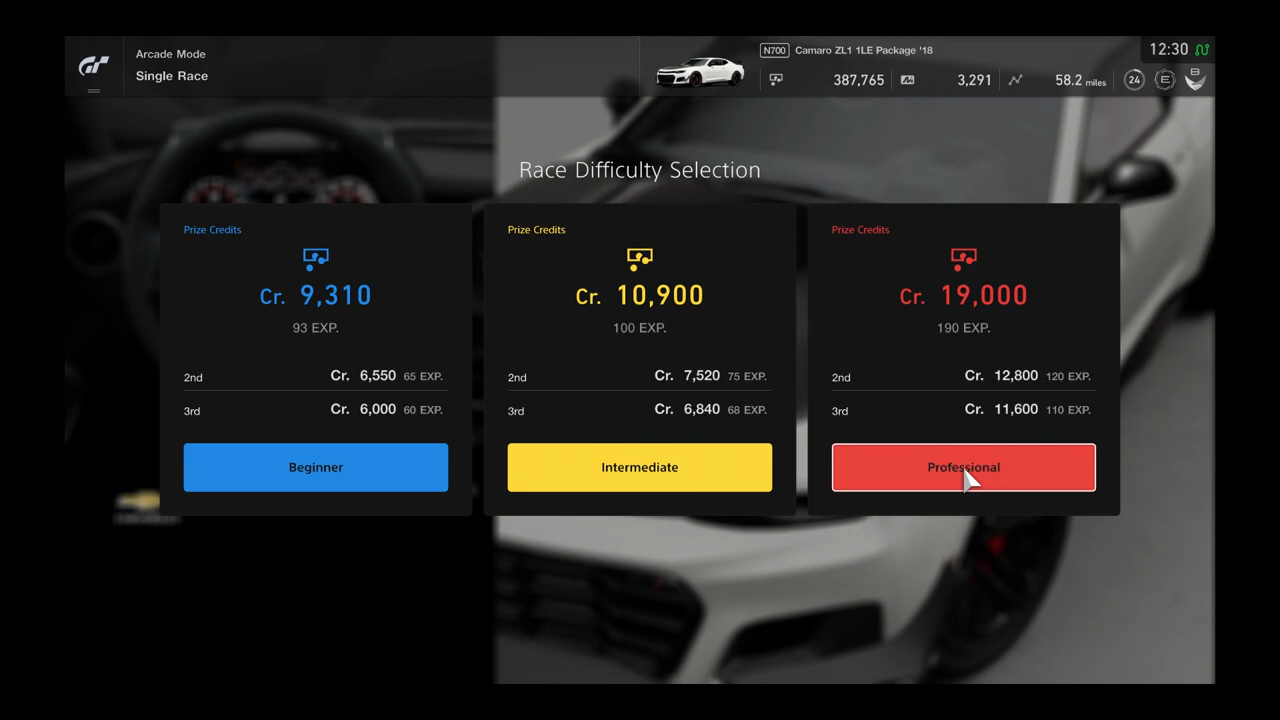 Arcade Mode
Single Race
N700 Camaro ZL1 1LE Package '18
12:30
387,765 3,291 58.2 miles 24 E B
Race Difficulty Selection
Prize Credits
Cr. 9,310
93 EXP.
2nd Cr. 6,550 65 EXP.
3rd Cr. 6,000 60 EXP.
Beginner
Prize Credits
Cr. 10,900
100 EXP.
2nd Cr. 7,520 75 EXP.
3rd Cr. 6,840 68 EXP.
Intermediate
Prize Credits
Cr. 19,000
190 EXP.
2nd Cr. 12,800 120 EXP.
3rd Cr. 11,600 110 EXP.
Professional